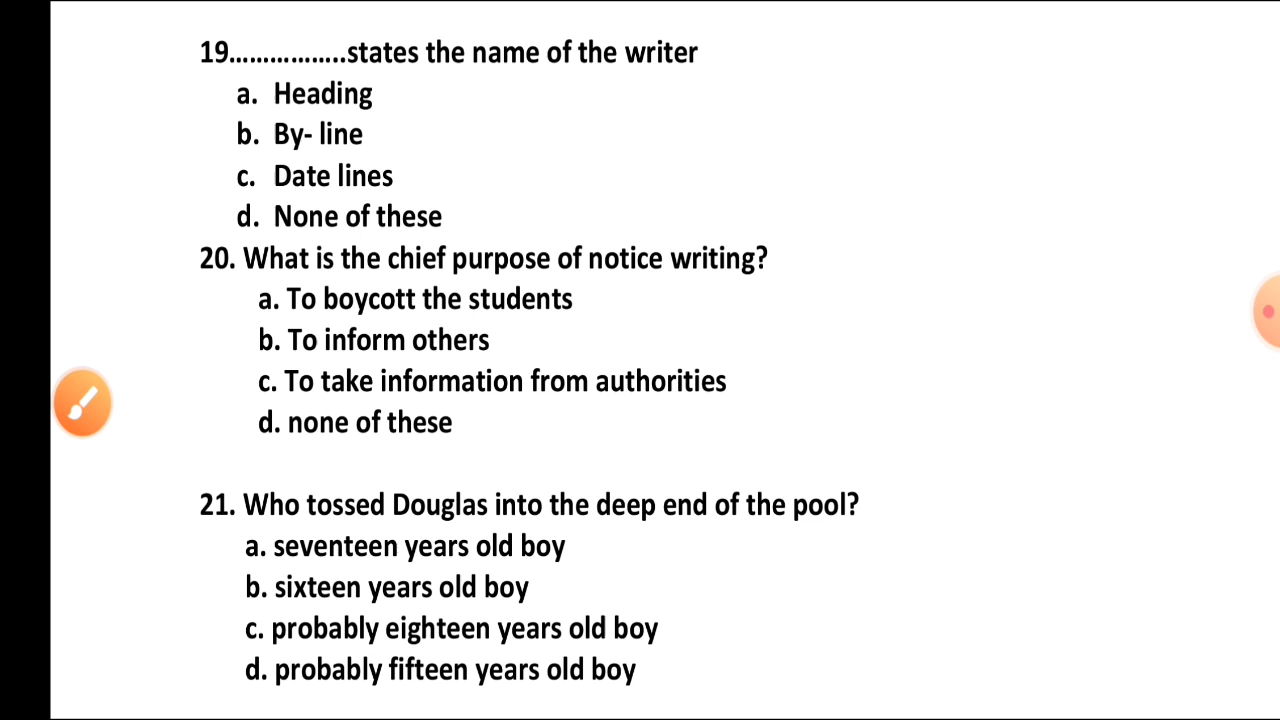 19................states the name of the writer
a. Heading
b. By- line
c. Date lines
d. None of these
20. What is the chief purpose of notice writing?
a. To boycott the students
b. To inform others
c. To take information from authorities
d. none of these
21. Who tossed Douglas into the deep end of the pool?
a. seventeen years old boy
b. sixteen years old boy
c. probably eighteen years old boy
d. probably fifteen years old boy